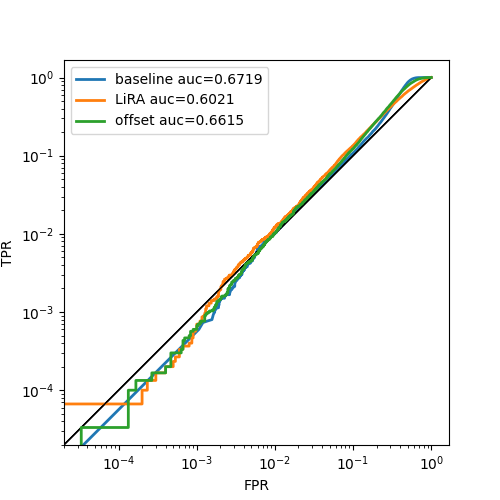 baseline auc=0.6719
LiRA auc=0.6021
offset auc=0.6615
TPR
10⁰
10⁻¹
10⁻²
10⁻³
10⁻⁴
10⁻⁴ 10⁻³ 10⁻² 10⁻¹ 10⁰
FPR